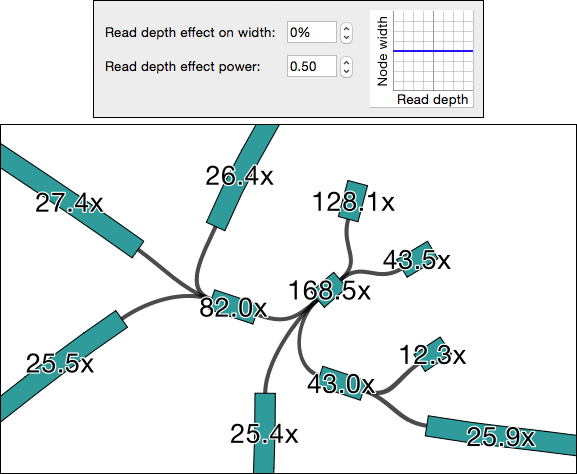 Read depth effect on width: 0%
Read depth effect power: 0.50
Node width
Read depth
26.4x
27.4x
128.1x
43.5x
168.5x
82.0x
12.3x
25.5x
43.0x
25.4x
25.9x